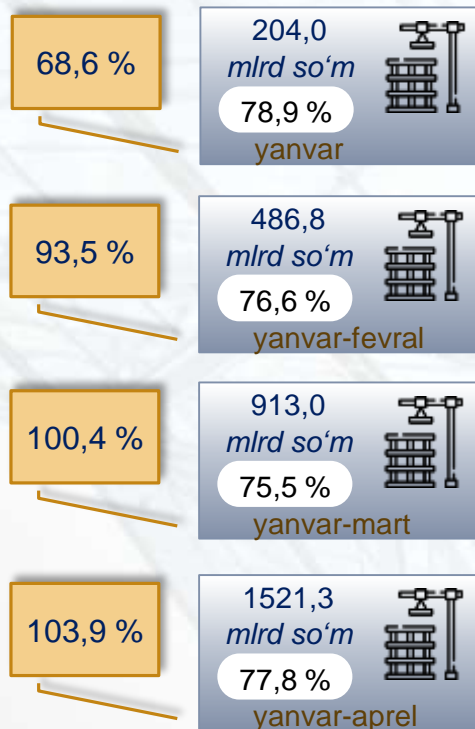 68,6 %
204,0
mlrd so‘m
78,9 %
yanvar
93,5 %
486,8
mlrd so‘m
76,6 %
yanvar-fevral
100,4 %
913,0
mlrd so‘m
75,5 %
yanvar-mart
103,9 %
1521,3
mlrd so‘m
77,8 %
yanvar-aprel